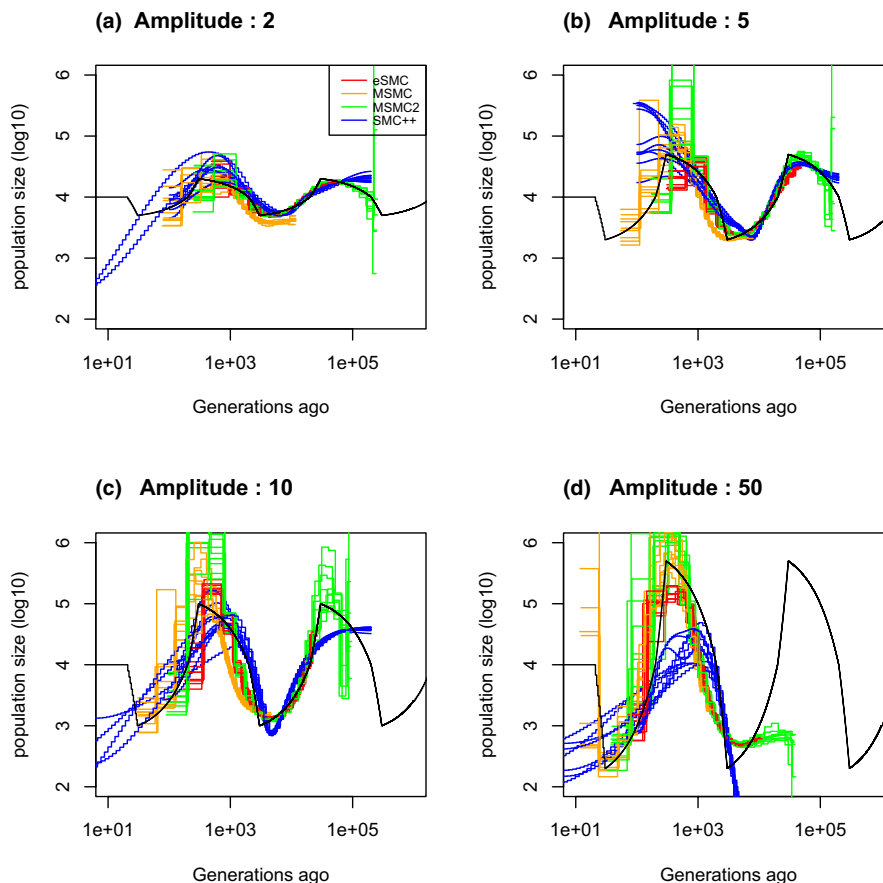 (a) Amplitude : 2
(b) Amplitude : 5
population size (log10)
6
5
4
3
2
eSMC
MSMC
MSMC2
SMC++
1e+01 1e+03 1e+05
Generations ago
population size (log10)
6
5
4
3
2
1e+01 1e+03 1e+05
Generations ago
(c) Amplitude : 10
(d) Amplitude : 50
population size (log10)
6
5
4
3
2
1e+01 1e+03 1e+05
Generations ago
population size (log10)
6
5
4
3
2
1e+01 1e+03 1e+05
Generations ago